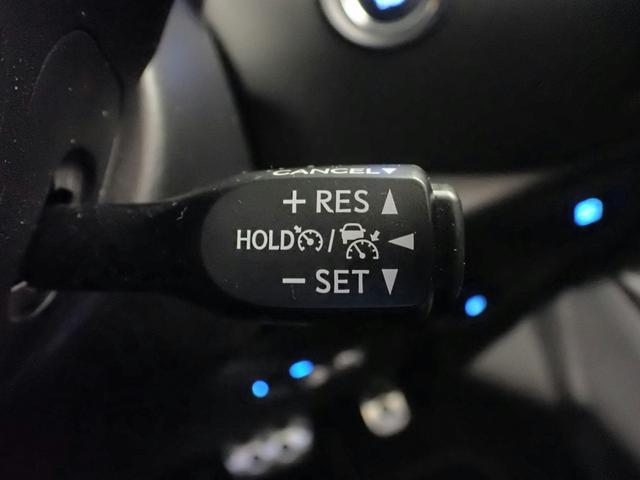 CANCEL▼
+ RES ▲
HOLD / ◀
− SET ▼